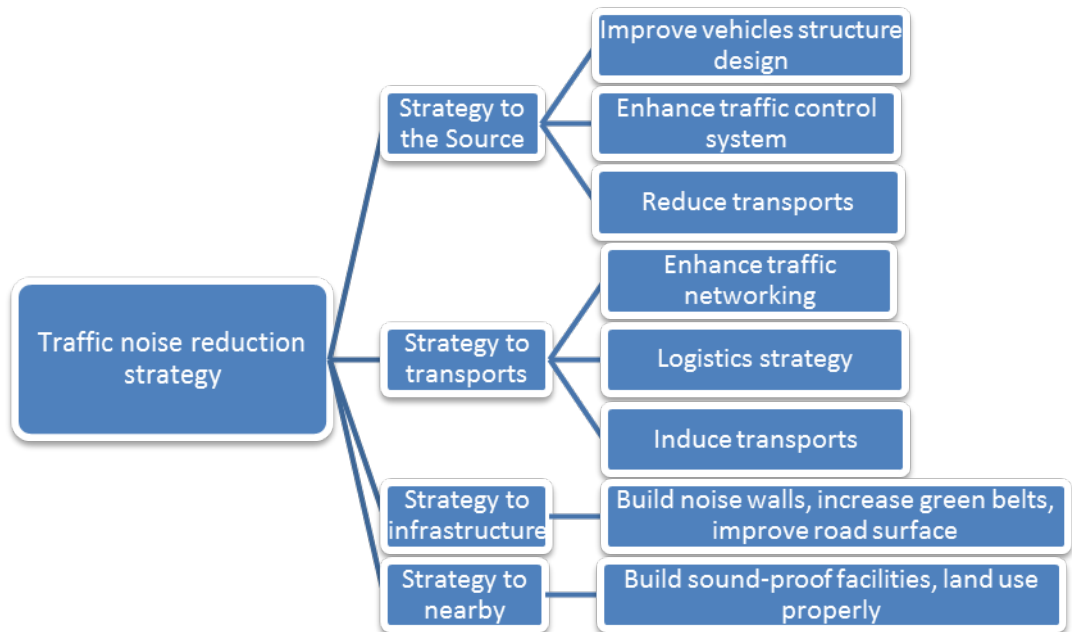 Traffic noise reduction
strategy
Strategy to
the Source
Improve vehicles structure
design
Enhance traffic control
system
Reduce transports
Strategy to
transports
Enhance traffic
networking
Logistics strategy
Induce transports
Strategy to
infrastructure
Build noise walls, increase green belts,
improve road surface
Strategy to
nearby
Build sound-proof facilities, land use
properly